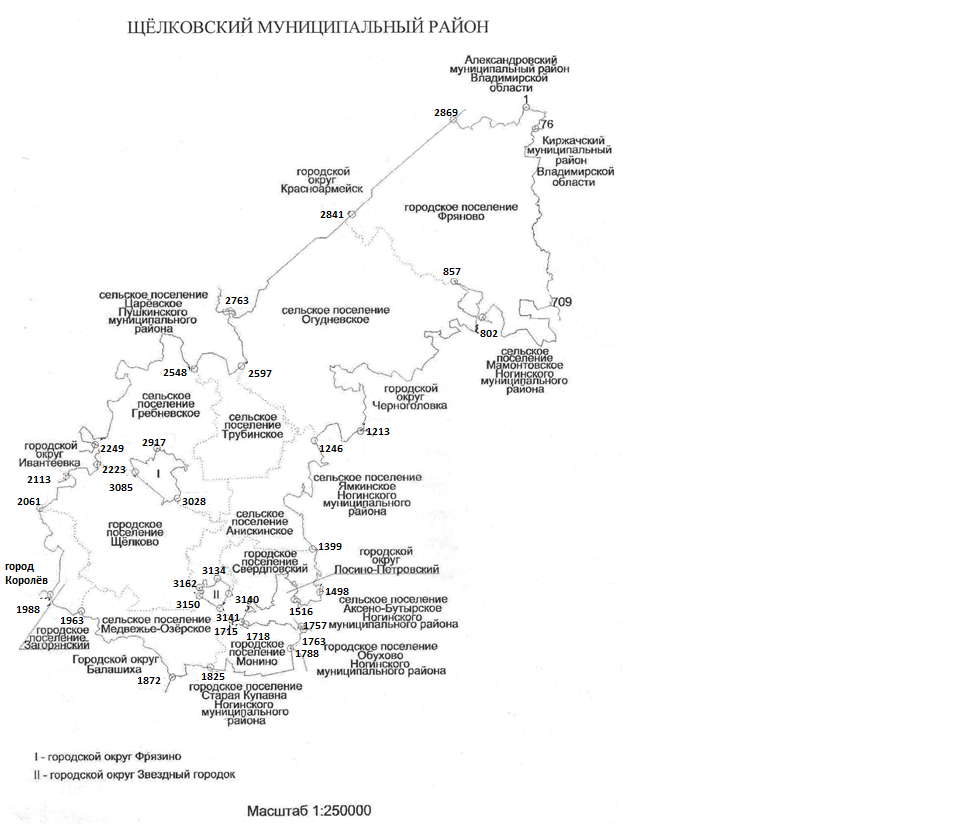 ЩЁЛКОВСКИЙ МУНИЦИПАЛЬНЫЙ РАЙОН
Александровский
муниципальный район
Владимирской
области
1
2869
76
Киржачский
муниципальный
район
Владимирской
области
городской
округ
Красноармейск
2841
городское поселение
Фряново
857
709
802
сельское поселение
Царёвское
Пушкинского
муниципального
района
2763
сельское поселение
Огудневское
сельское
поселение
Мамонтовское
Ногинского
муниципального
района
2548
2597
городской
округ
Черноголовка
сельское
поселение
Гребневское
сельское
поселение
Трубинское
1213
1246
городской
округ
Ивантеевка
2249
2917
2223
2113
I
3085
3028
2061
сельское поселение
Ямкинское
Ногинского
муниципального
района
городское
поселение
Щёлково
сельское
поселение
Анискинское
1399
городское
поселение
Свердловский
городской
округ
Лосино-Петровский
город
Королёв
3134
3162
II
3150
3140
3141
1498
1516
1988
1963
сельское поселение
Медвежье-Озёрское
1715
1718
1757
сельское поселение
Аксено-Бутырское
Ногинского
муниципального района
городское
поселение
Загорянский
1763
городское
поселение
Монино
1788
городское поселение
Обухово
Ногинского
муниципального района
Городской округ
Балашиха
1872
1825
городское поселение
Старая Купавна
Ногинского
муниципального
района
I - городской округ Фрязино
II - городской округ Звездный городок
Масштаб 1:250000